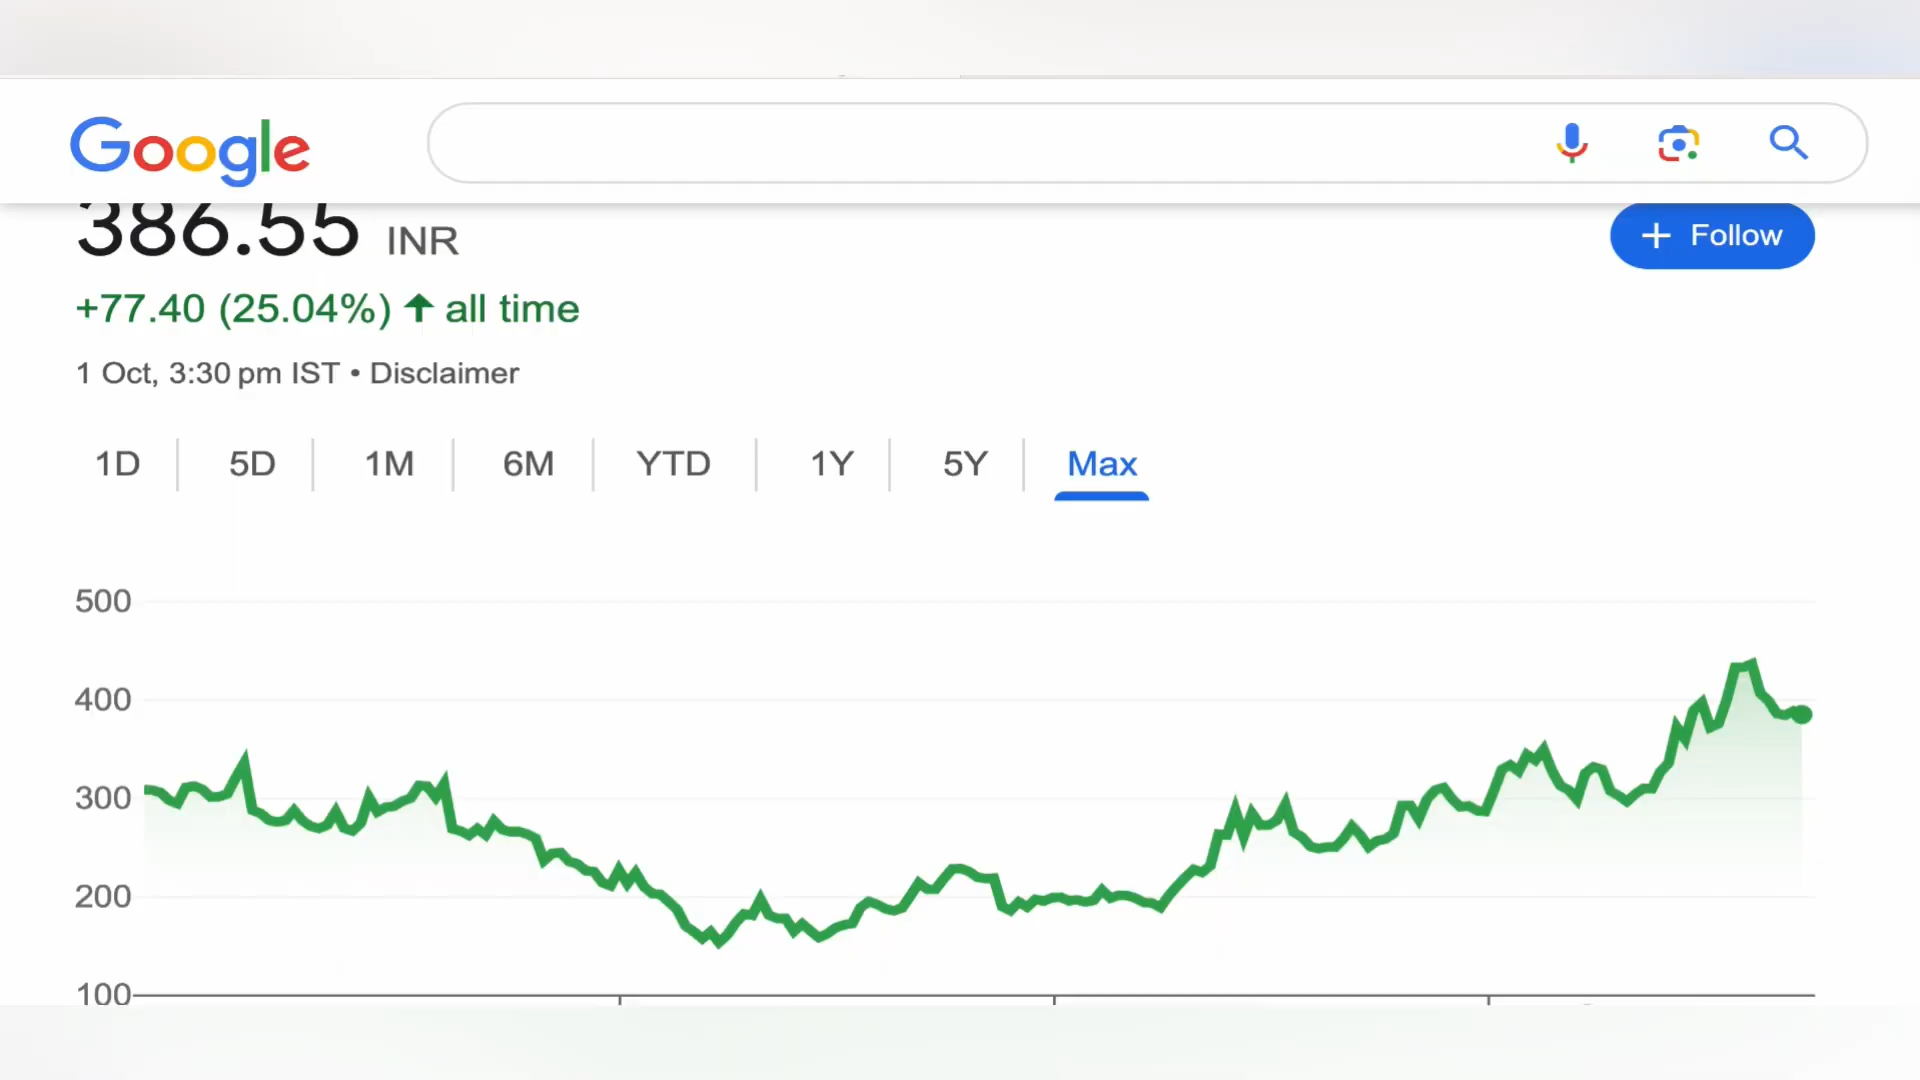 Google
386.55 INR
+ Follow
+77.40 (25.04%) ↑ all time
1 Oct, 3:30 pm IST • Disclaimer
1D 5D 1M 6M YTD 1Y 5Y Max
500
400
300
200
100